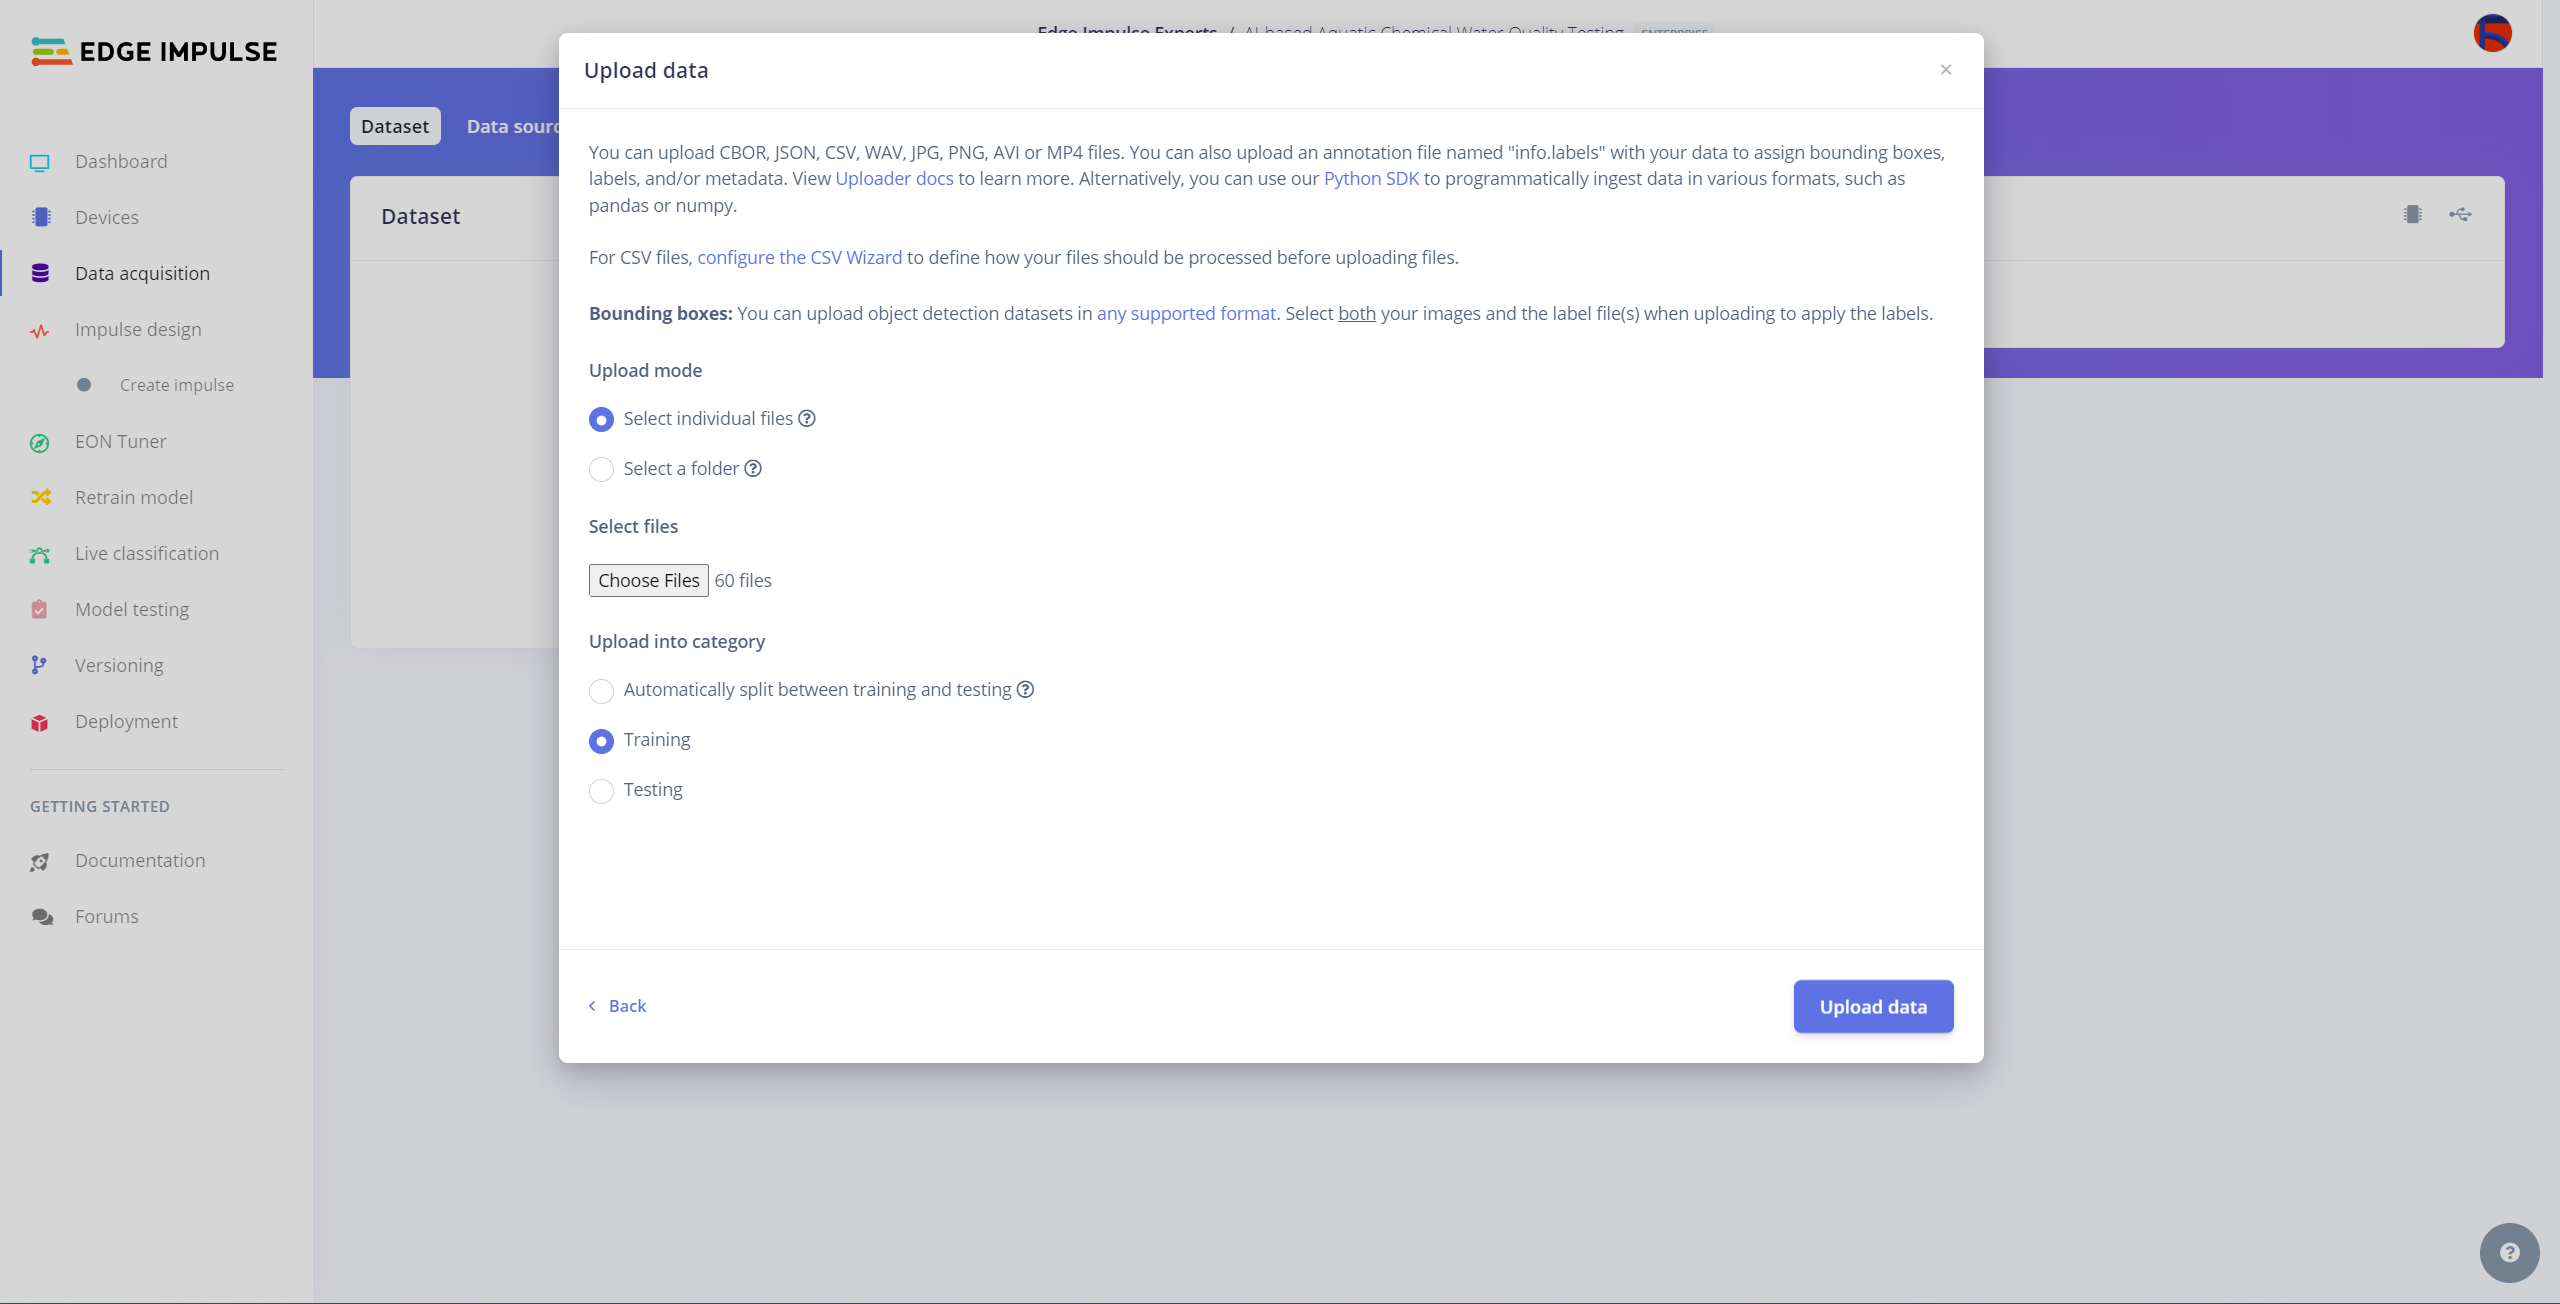 EDGE IMPULSE
Dashboard
Devices
Data acquisition
Impulse design
Create impulse
EON Tuner
Retrain model
Live classification
Model testing
Versioning
Deployment
GETTING STARTED
Documentation
Forums
Edge Impulse Experts / AI-based Aquatic Chemical Water Quality Testing ENTERPRISE
Dataset
Data sourc
Dataset
Upload data
×
You can upload CBOR, JSON, CSV, WAV, JPG, PNG, AVI or MP4 files. You can also upload an annotation file named "info.labels" with your data to assign bounding boxes,
labels, and/or metadata. View Uploader docs to learn more. Alternatively, you can use our Python SDK to programmatically ingest data in various formats, such as
pandas or numpy.
For CSV files, configure the CSV Wizard to define how your files should be processed before uploading files.
Bounding boxes: You can upload object detection datasets in any supported format. Select both your images and the label file(s) when uploading to apply the labels.
Upload mode
Select individual files ?
Select a folder ?
Select files
Choose Files 60 files
Upload into category
Automatically split between training and testing ?
Training
Testing
Back
Upload data
?